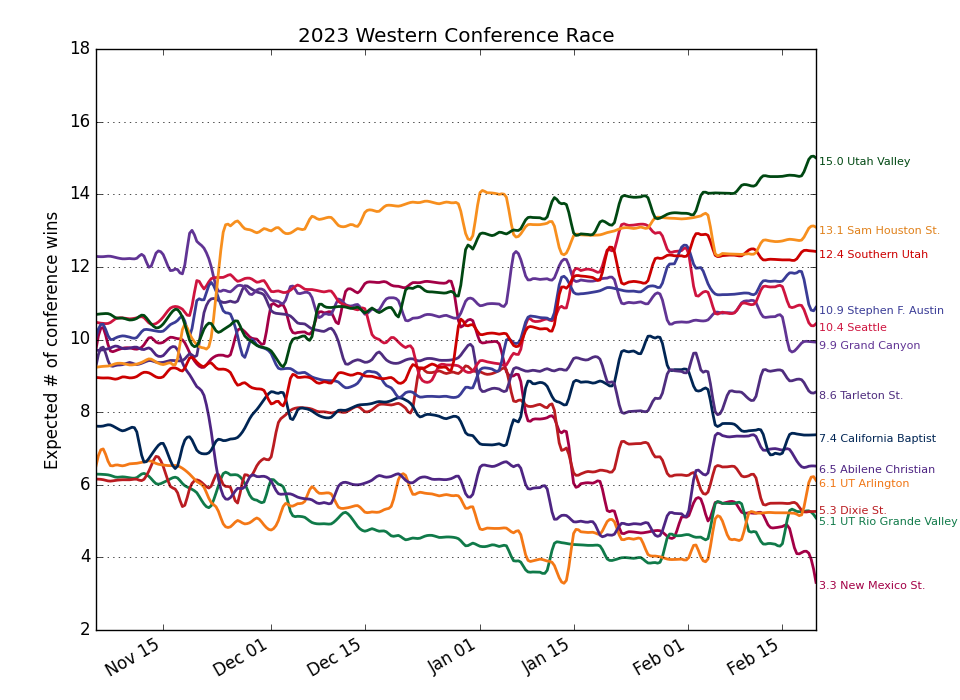 2023 Western Conference Race
Expected # of conference wins
18
16
14
12
10
8
6
4
2
15.0 Utah Valley
13.1 Sam Houston St.
12.4 Southern Utah
10.9 Stephen F. Austin
10.4 Seattle
9.9 Grand Canyon
8.6 Tarleton St.
7.4 California Baptist
6.5 Abilene Christian
6.1 UT Arlington
5.3 Dixie St.
5.1 UT Rio Grande Valley
3.3 New Mexico St.
Nov 15
Dec 01
Dec 15
Jan 01
Jan 15
Feb 01
Feb 15